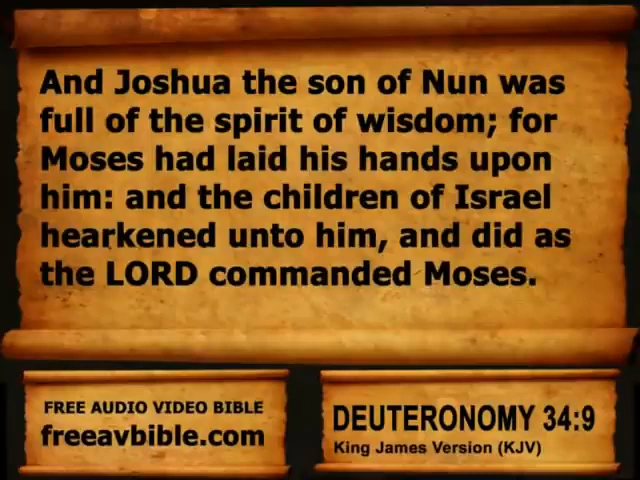 And Joshua the son of Nun was
full of the spirit of wisdom; for
Moses had laid his hands upon
him: and the children of Israel
hearkened unto him, and did as
the LORD commanded Moses.
FREE AUDIO VIDEO BIBLE
freeavbible.com
DEUTERONOMY 34:9
King James Version (KJV)